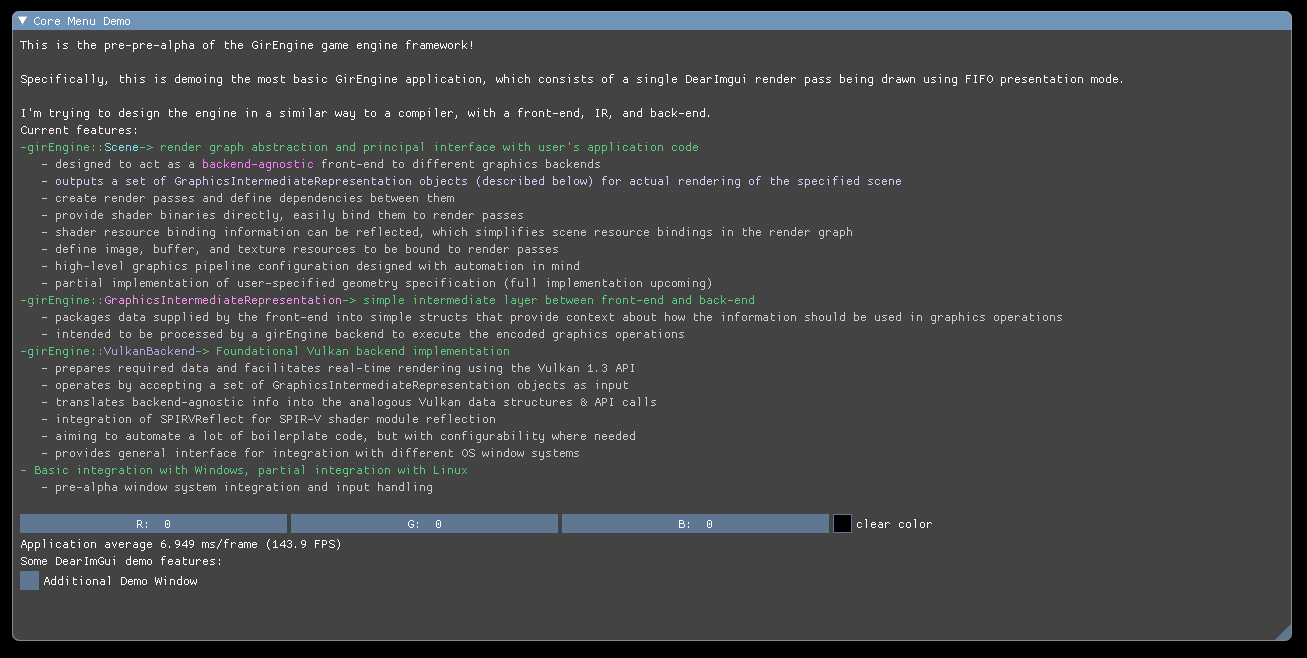 Core Menu Demo
This is the pre-pre-alpha of the GirEngine game engine framework!
Specifically, this is demoing the most basic GirEngine application, which consists of a single DearImgui render pass being drawn using FIFO presentation mode.
I'm trying to design the engine in a similar way to a compiler, with a front-end, IR, and back-end.
Current features:
-girEngine::Scene-> render graph abstraction and principal interface with user's application code
- designed to act as a backend-agnostic front-end to different graphics backends
- outputs a set of GraphicsIntermediateRepresentation objects (described below) for actual rendering of the specified scene
- create render passes and define dependencies between them
- provide shader binaries directly, easily bind them to render passes
- shader resource binding information can be reflected, which simplifies scene resource bindings in the render graph
- define image, buffer, and texture resources to be bound to render passes
- high-level graphics pipeline configuration designed with automation in mind
- partial implementation of user-specified geometry specification (full implementation upcoming)
-girEngine::GraphicsIntermediateRepresentation-> simple intermediate layer between front-end and back-end
- packages data supplied by the front-end into simple structs that provide context about how the information should be used in graphics operations
- intended to be processed by a girEngine backend to execute the encoded graphics operations
-girEngine::VulkanBackend-> Foundational Vulkan backend implementation
- prepares required data and facilitates real-time rendering using the Vulkan 1.3 API
- operates by accepting a set of GraphicsIntermediateRepresentation objects as input
- translates backend-agnostic info into the analogous Vulkan data structures & API calls
- integration of SPIRVReflect for SPIR-V shader module reflection
- aiming to automate a lot of boilerplate code, but with configurability where needed
- provides general interface for integration with different OS window systems
- Basic integration with Windows, partial integration with Linux
- pre-alpha window system integration and input handling
R: 0 G: 0 B: 0 clear color
Application average 6.949 ms/frame (143.9 FPS)
Some DearImGui demo features:
Additional Demo Window